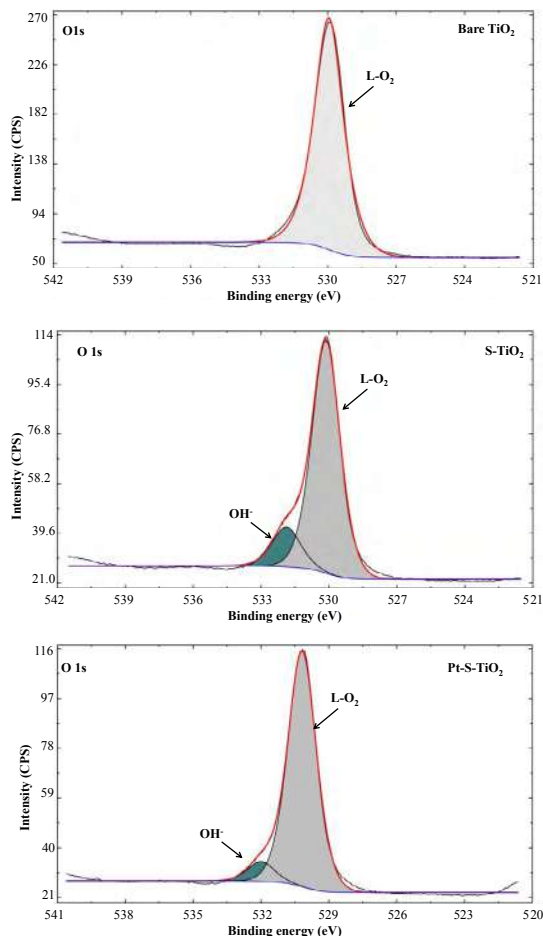 270
O1s
Bare TiO₂
226
L-O₂
182
138
94
50
Intensity (CPS)
542 539 536 533 530 527 524 521
Binding energy (eV)
114
O 1s
S-TiO₂
95.4
L-O₂
76.8
58.2
OH⁻
39.6
21.0
Intensity (CPS)
542 539 536 533 530 527 524 521
Binding energy (eV)
116
O 1s
Pt-S-TiO₂
97
L-O₂
78
59
OH⁻
40
21
Intensity (CPS)
541 538 535 532 529 526 523 520
Binding energy (eV)